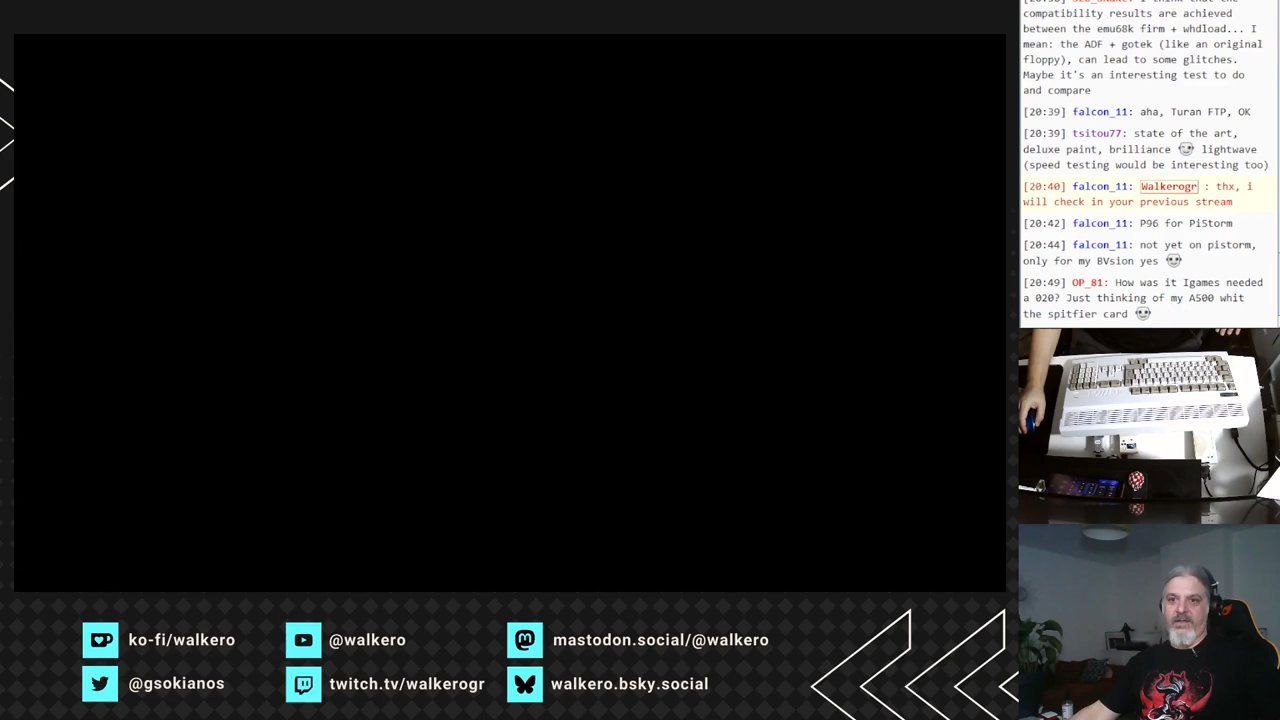 compatibility results are achieved
between the emu68k firm + whdload... I
mean: the ADF + gotek (like an original
floppy), can lead to some glitches.
Maybe it's an interesting test to do
and compare
[20:39] falcon_11: aha, Turan FTP, OK
[20:39] tsitou77: state of the art,
deluxe paint, brilliance lightwave
(speed testing would be interesting too)
[20:40] falcon_11: Walkerogr : thx, i
will check in your previous stream
[20:42] falcon_11: P96 for PiStorm
[20:44] falcon_11: not yet on pistorm,
only for my BVsion yes
[20:49] OP_81: How was it Igames needed
a 020? Just thinking of my A500 whit
the spitfier card
ko-fi/walkero
@walkero
mastodon.social/@walkero
@gsokianos
twitch.tv/walkerogr
walkero.bsky.social